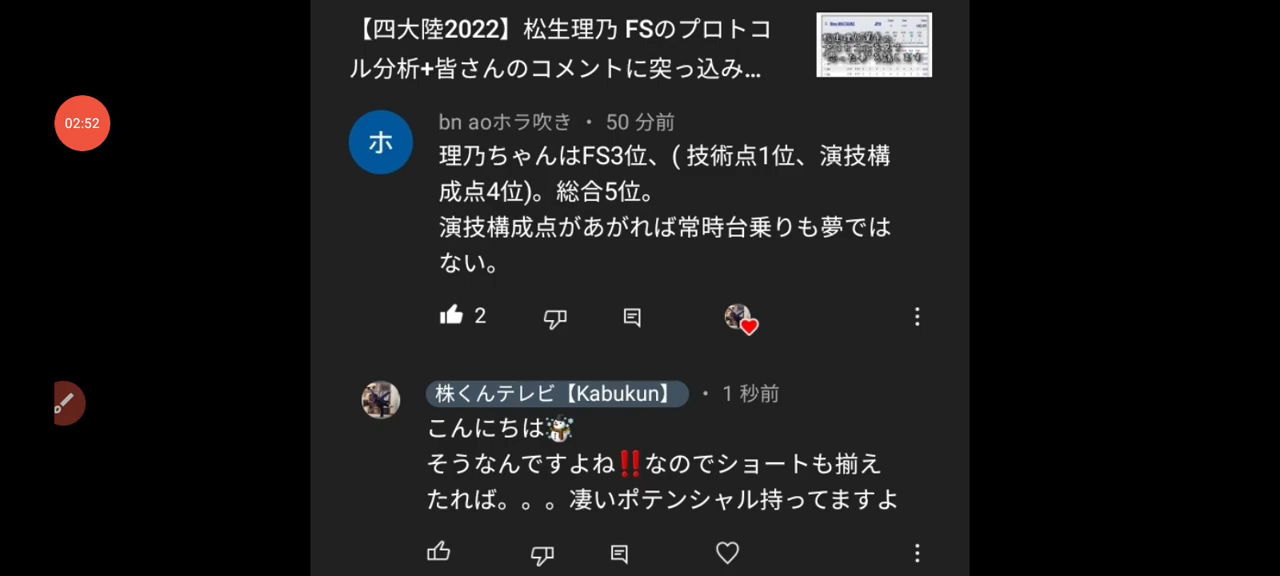 【四大陸2022】松生理乃 FSのプロトコ
ル分析+皆さんのコメントに突っ込み...
02:52
ホ
bn aoホラ吹き ・ 50 分前
理乃ちゃんはFS3位、( 技術点1位、演技構
成点4位)。総合5位。
演技構成点があがれば常時台乗りも夢では
ない。
2
株くんテレビ【Kabukun】 ・ 1 秒前
こんにちは⛄
そうなんですよね‼️なのでショートも揃え
たれば。。。凄いポテンシャル持ってますよ